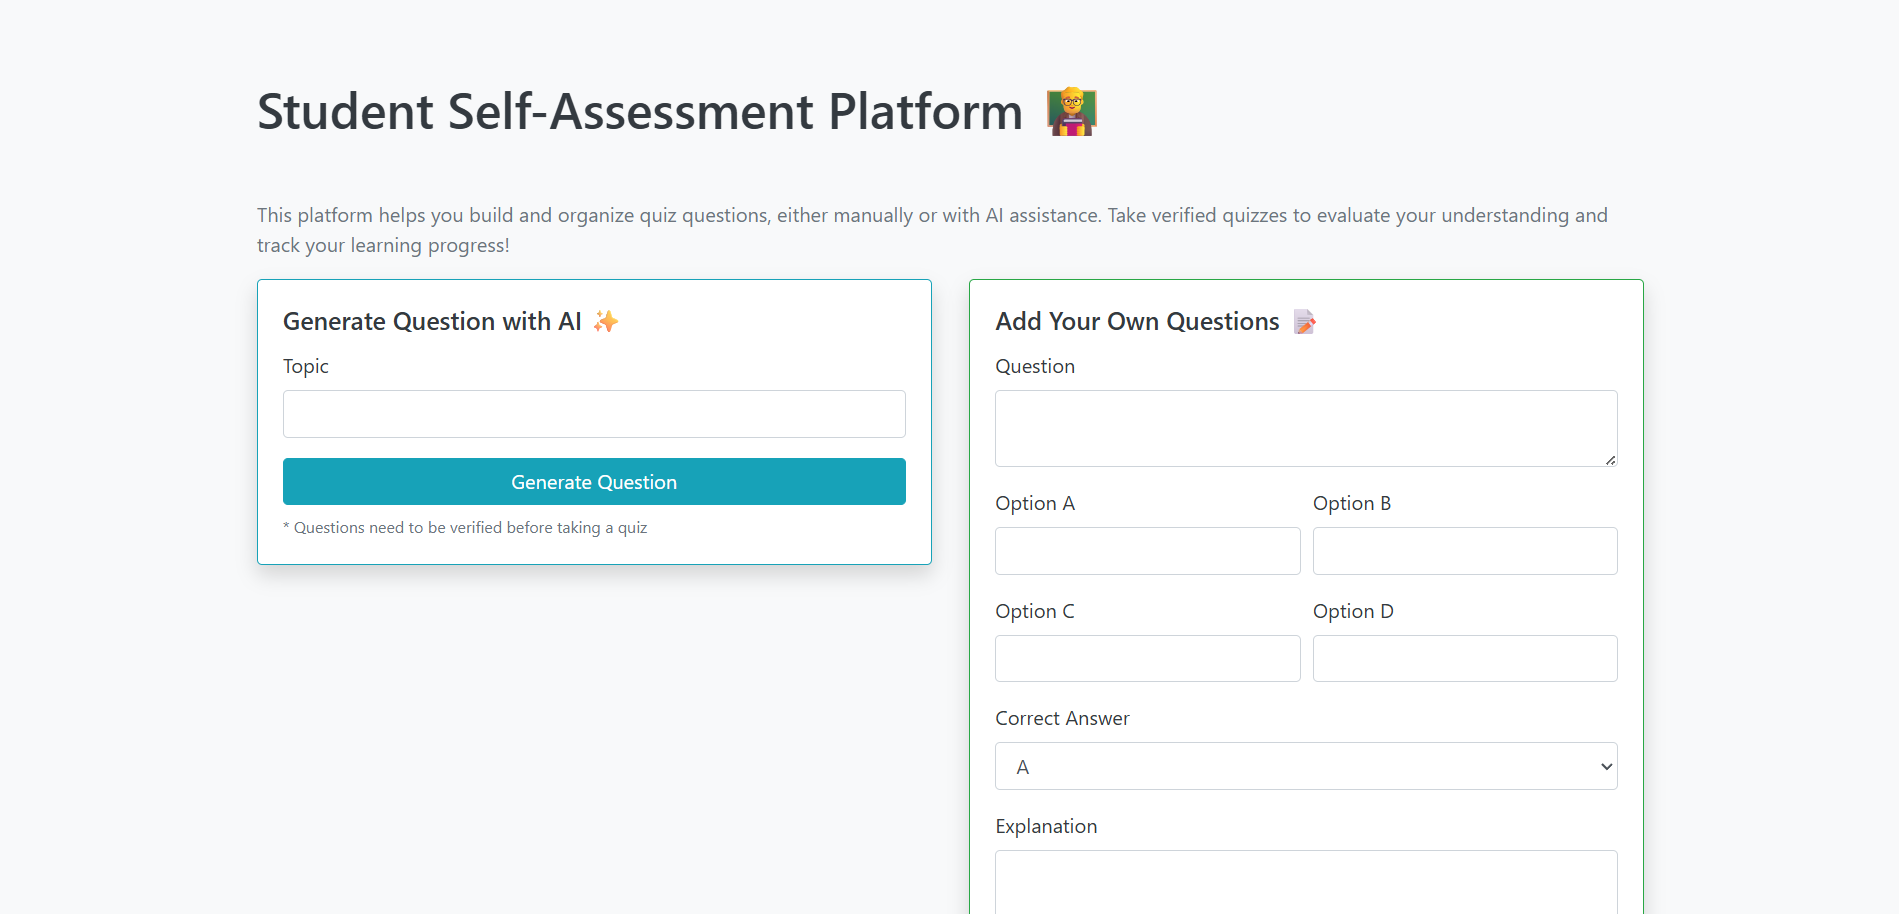 Student Self-Assessment Platform
This platform helps you build and organize quiz questions, either manually or with AI assistance. Take verified quizzes to evaluate your understanding and
track your learning progress!
Generate Question with AI
Topic
Generate Question
* Questions need to be verified before taking a quiz
Add Your Own Questions
Question
Option A
Option B
Option C
Option D
Correct Answer
A
Explanation